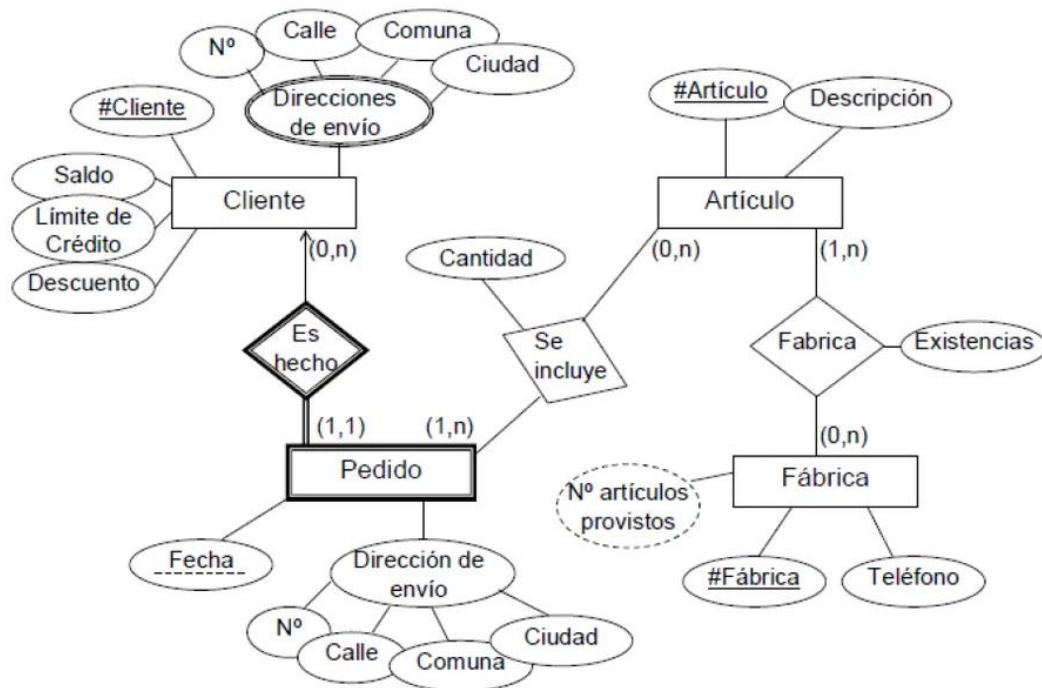 Nº
Calle
Comuna
Ciudad
Direcciones
de envío
#Cliente
Saldo
Límite de
Crédito
Descuento
Cliente
(0,n)
Es
hecho
(1,1)
Pedido
(1,n)
Fecha
Dirección de
envío
Nº
Calle
Comuna
Ciudad
Cantidad
Se
incluye
#Artículo
Descripción
Artículo
(0,n)
(1,n)
Fabrica
Existencias
(0,n)
Fábrica
Nº artículos
provistos
#Fábrica
Teléfono